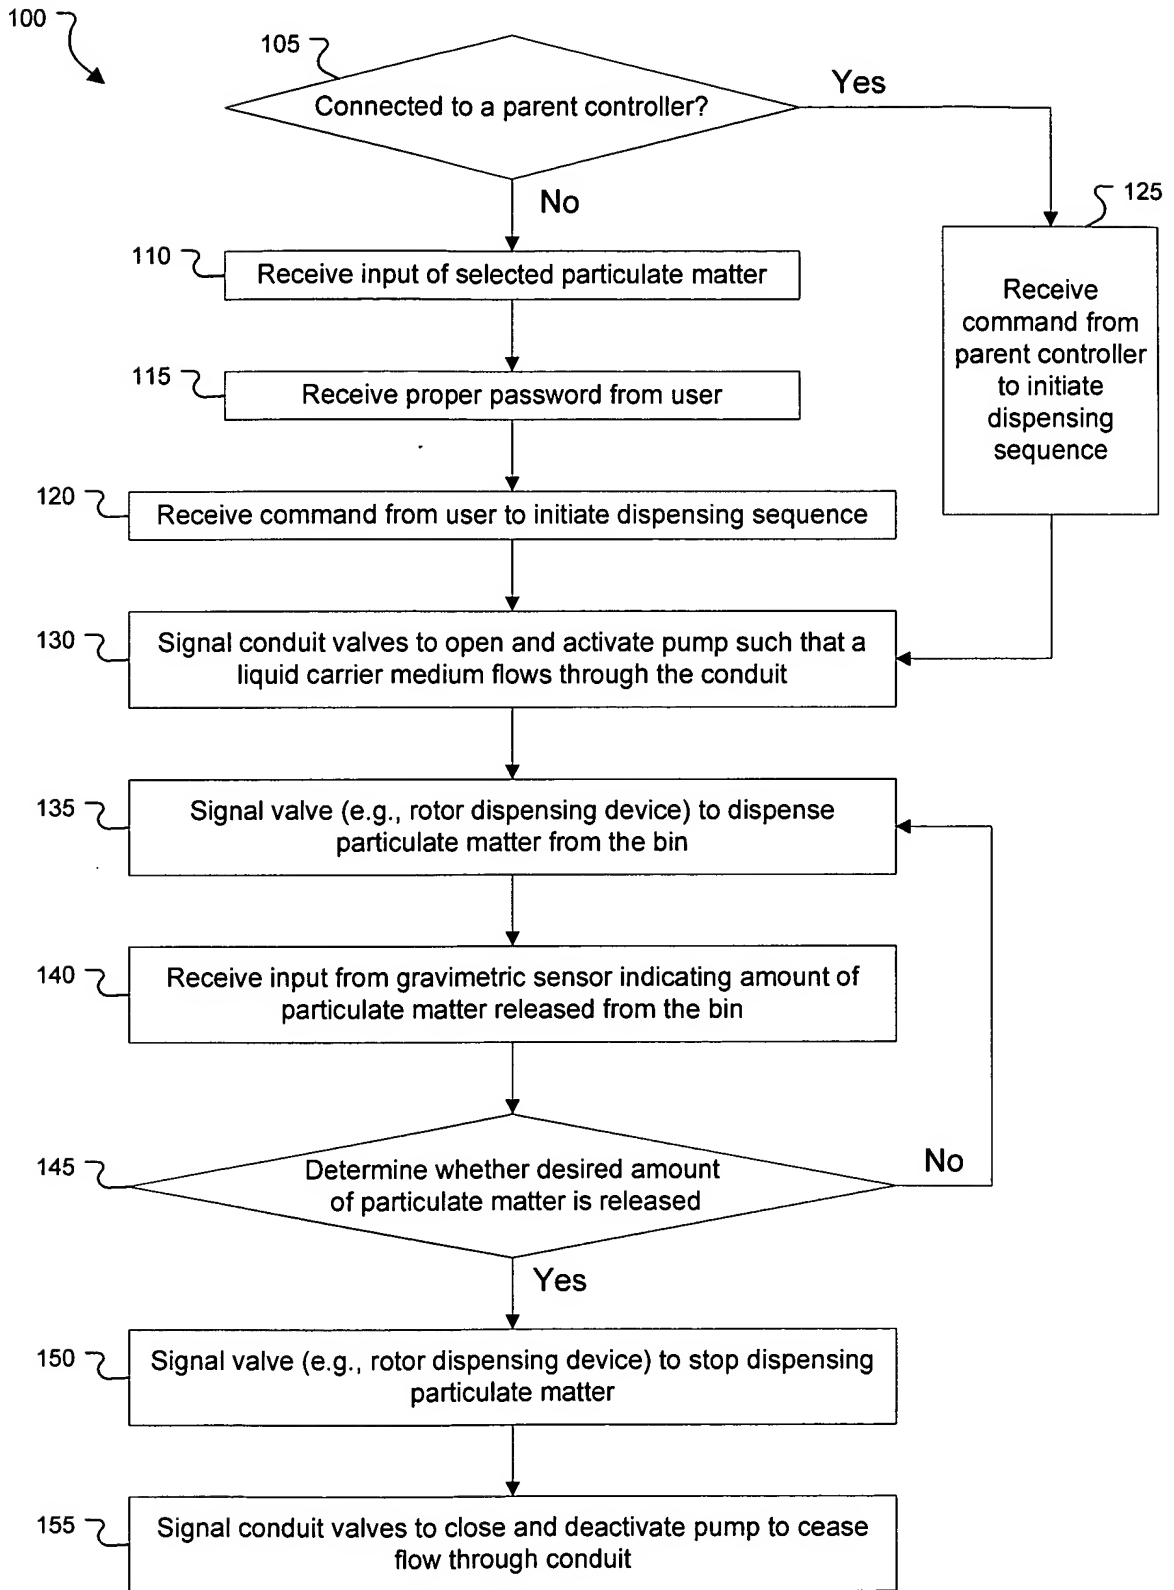 100
105
Connected to a parent controller?
Yes
No
125
110
Receive input of selected particulate matter
Receive
command from
parent controller
to initiate
dispensing
sequence
115
Receive proper password from user
120
Receive command from user to initiate dispensing sequence
130
Signal conduit valves to open and activate pump such that a
liquid carrier medium flows through the conduit
135
Signal valve (e.g., rotor dispensing device) to dispense
particulate matter from the bin
140
Receive input from gravimetric sensor indicating amount of
particulate matter released from the bin
145
Determine whether desired amount
of particulate matter is released
No
Yes
150
Signal valve (e.g., rotor dispensing device) to stop dispensing
particulate matter
155
Signal conduit valves to close and deactivate pump to cease
flow through conduit